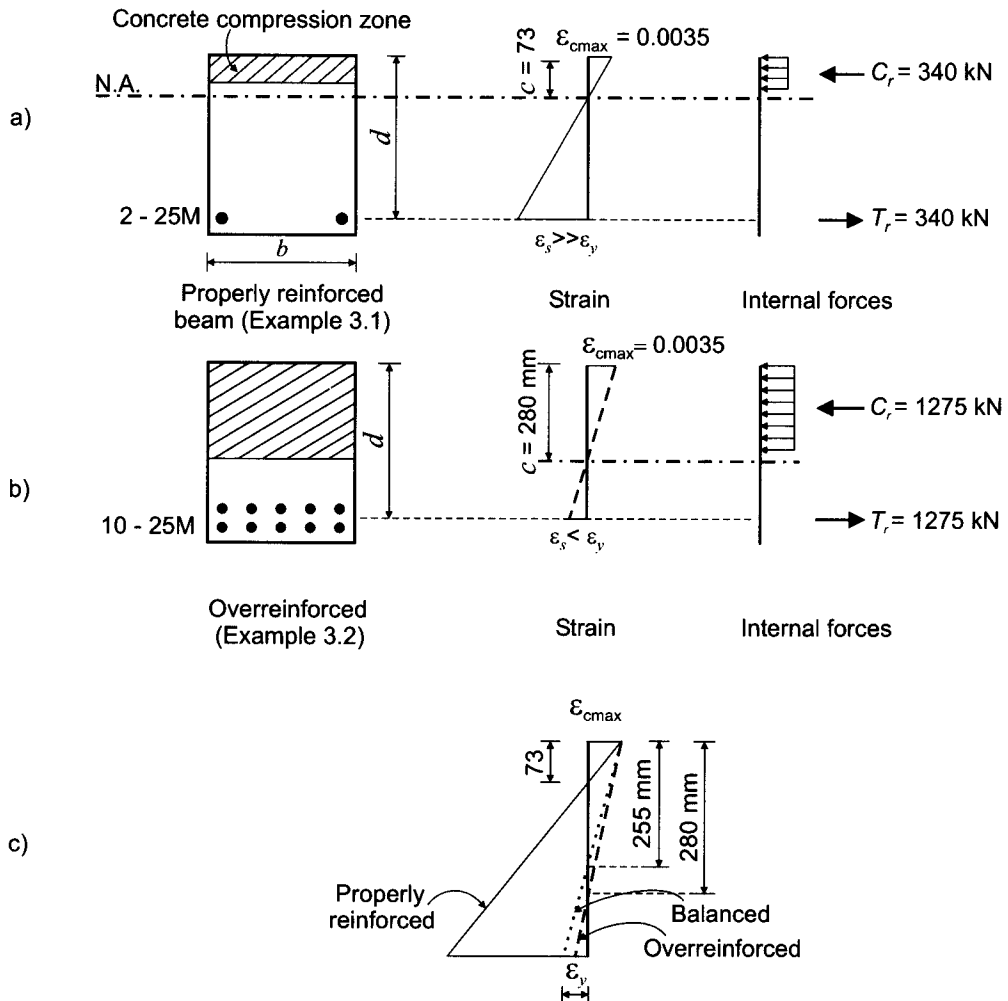 Concrete compression zone
N.A.
a)
d
c = 73
εcmax = 0.0035
Cr = 340 kN
2 - 25M
b
εs>>εy
Tr = 340 kN
Properly reinforced
beam (Example 3.1)
Strain
Internal forces
b)
d
c = 280 mm
εcmax = 0.0035
Cr = 1275 kN
10 - 25M
εs< εy
Tr = 1275 kN
Overreinforced
(Example 3.2)
Strain
Internal forces
c)
εcmax
73
255 mm
280 mm
Properly
reinforced
Balanced
Overreinforced
εy